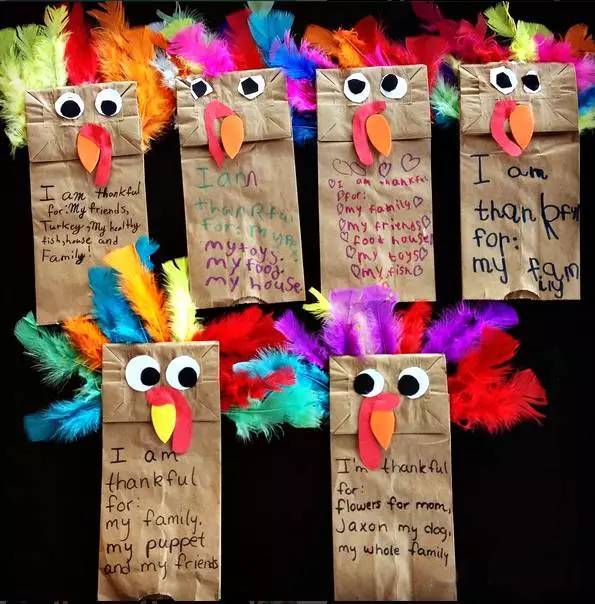 I am thankful
for: My friends,
Turkey, My healthy
fish, house and
Family!
I am
thankful
for: my
my toys.
my food.
my house
I am thankful
for:
my family
my friends
food house
my toys
my fish
I am
thankful
for:
my fam
ily
I am
thankful
for:
my family,
my puppet
and my friends
I'm thankful
for:
flowers for mom,
Jaxon my dog,
my whole family